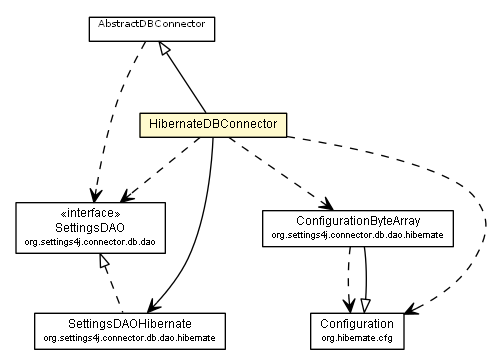 AbstractDBConnector
HibernateDBConnector
«interface»
SettingsDAO
org.settings4j.connector.db.dao
ConfigurationByteArray
org.settings4j.connector.db.dao.hibernate
SettingsDAOHibernate
org.settings4j.connector.db.dao.hibernate
Configuration
org.hibernate.cfg